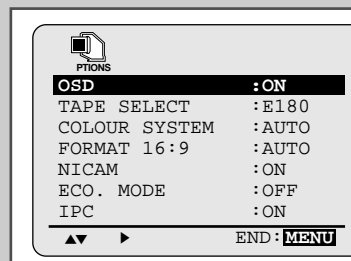 PTIONS
OSD :ON
TAPE SELECT :E180
COLOUR SYSTEM :AUTO
FORMAT 16:9 :AUTO
NICAM :ON
ECO. MODE :OFF
IPC :ON
▲▼ ▶ END:MENU